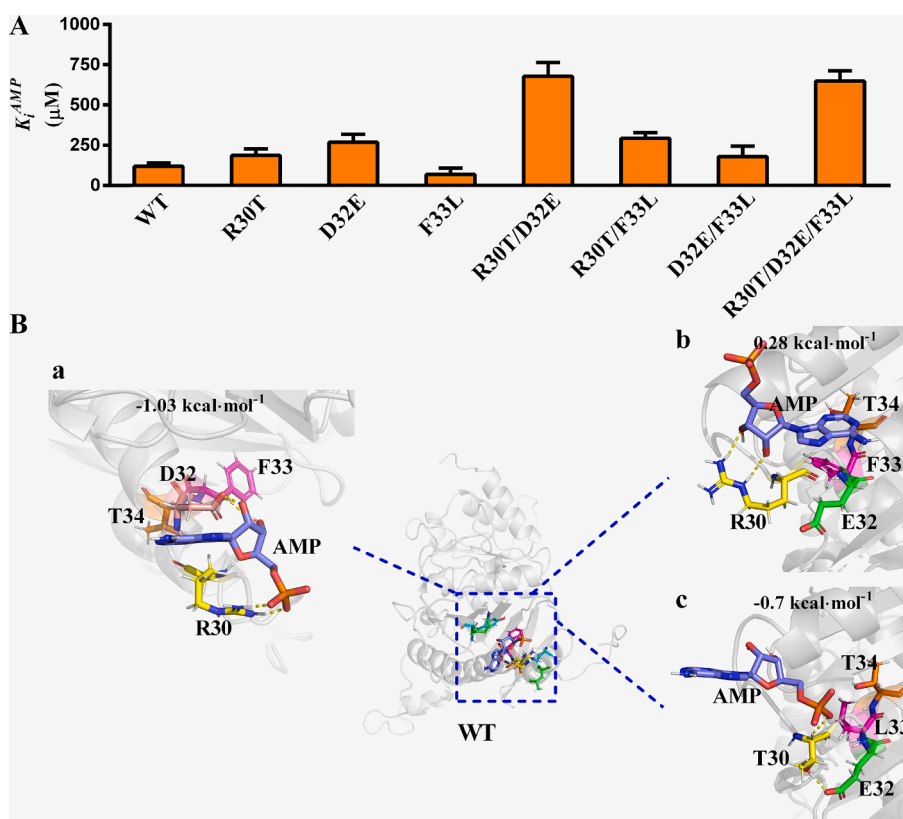 A
1000
750
500
250
0
K_i^AMP
(μM)
WT
R30T
D32E
F33L
R30T/D32E
R30T/F33L
D32E/F33L
R30T/D32E/F33L
B
a
-1.03 kcal·mol⁻¹
D32
F33
T34
AMP
R30
WT
b
0.28 kcal·mol⁻¹
AMP
T34
F33
R30
E32
c
-0.7 kcal·mol⁻¹
T34
AMP
L33
T30
E32